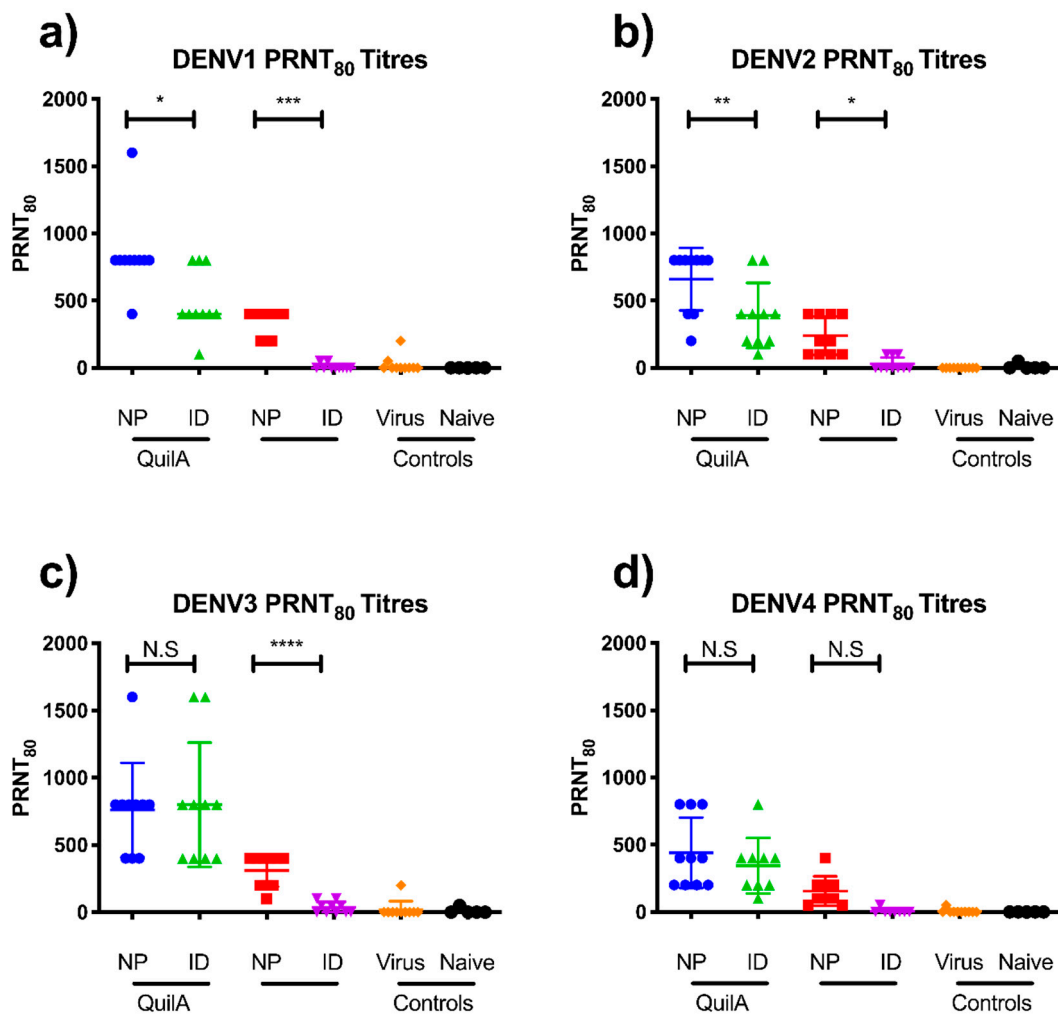 a)
DENV1 PRNT80 Titres
PRNT80
2000
1500
1000
500
0
*
***
NP ID NP ID Virus Naive
QuilA Controls
b)
DENV2 PRNT80 Titres
PRNT80
2000
1500
1000
500
0
**
*
NP ID NP ID Virus Naive
QuilA Controls
c)
DENV3 PRNT80 Titres
PRNT80
2000
1500
1000
500
0
N.S
****
NP ID NP ID Virus Naive
QuilA Controls
d)
DENV4 PRNT80 Titres
PRNT80
2000
1500
1000
500
0
N.S
N.S
NP ID NP ID Virus Naive
QuilA Controls